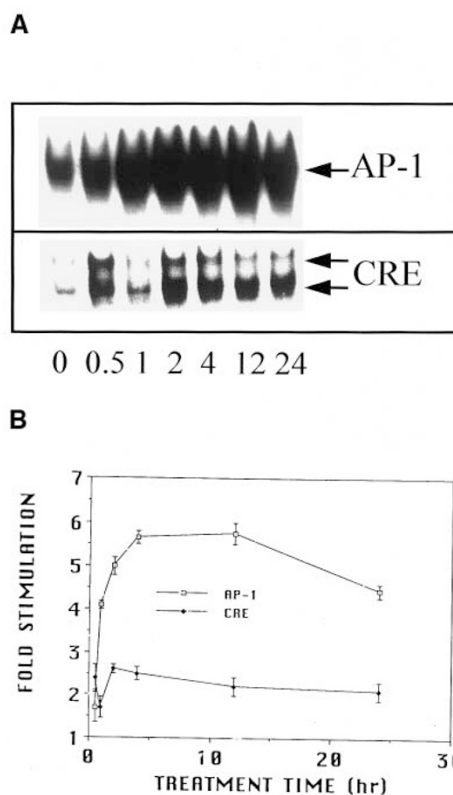 A
AP-1
CRE
0 0.5 1 2 4 12 24
B
7
6
5
4
3
2
1
FOLD STIMULATION
AP-1
CRE
0 10 20 30
TREATMENT TIME (hr)